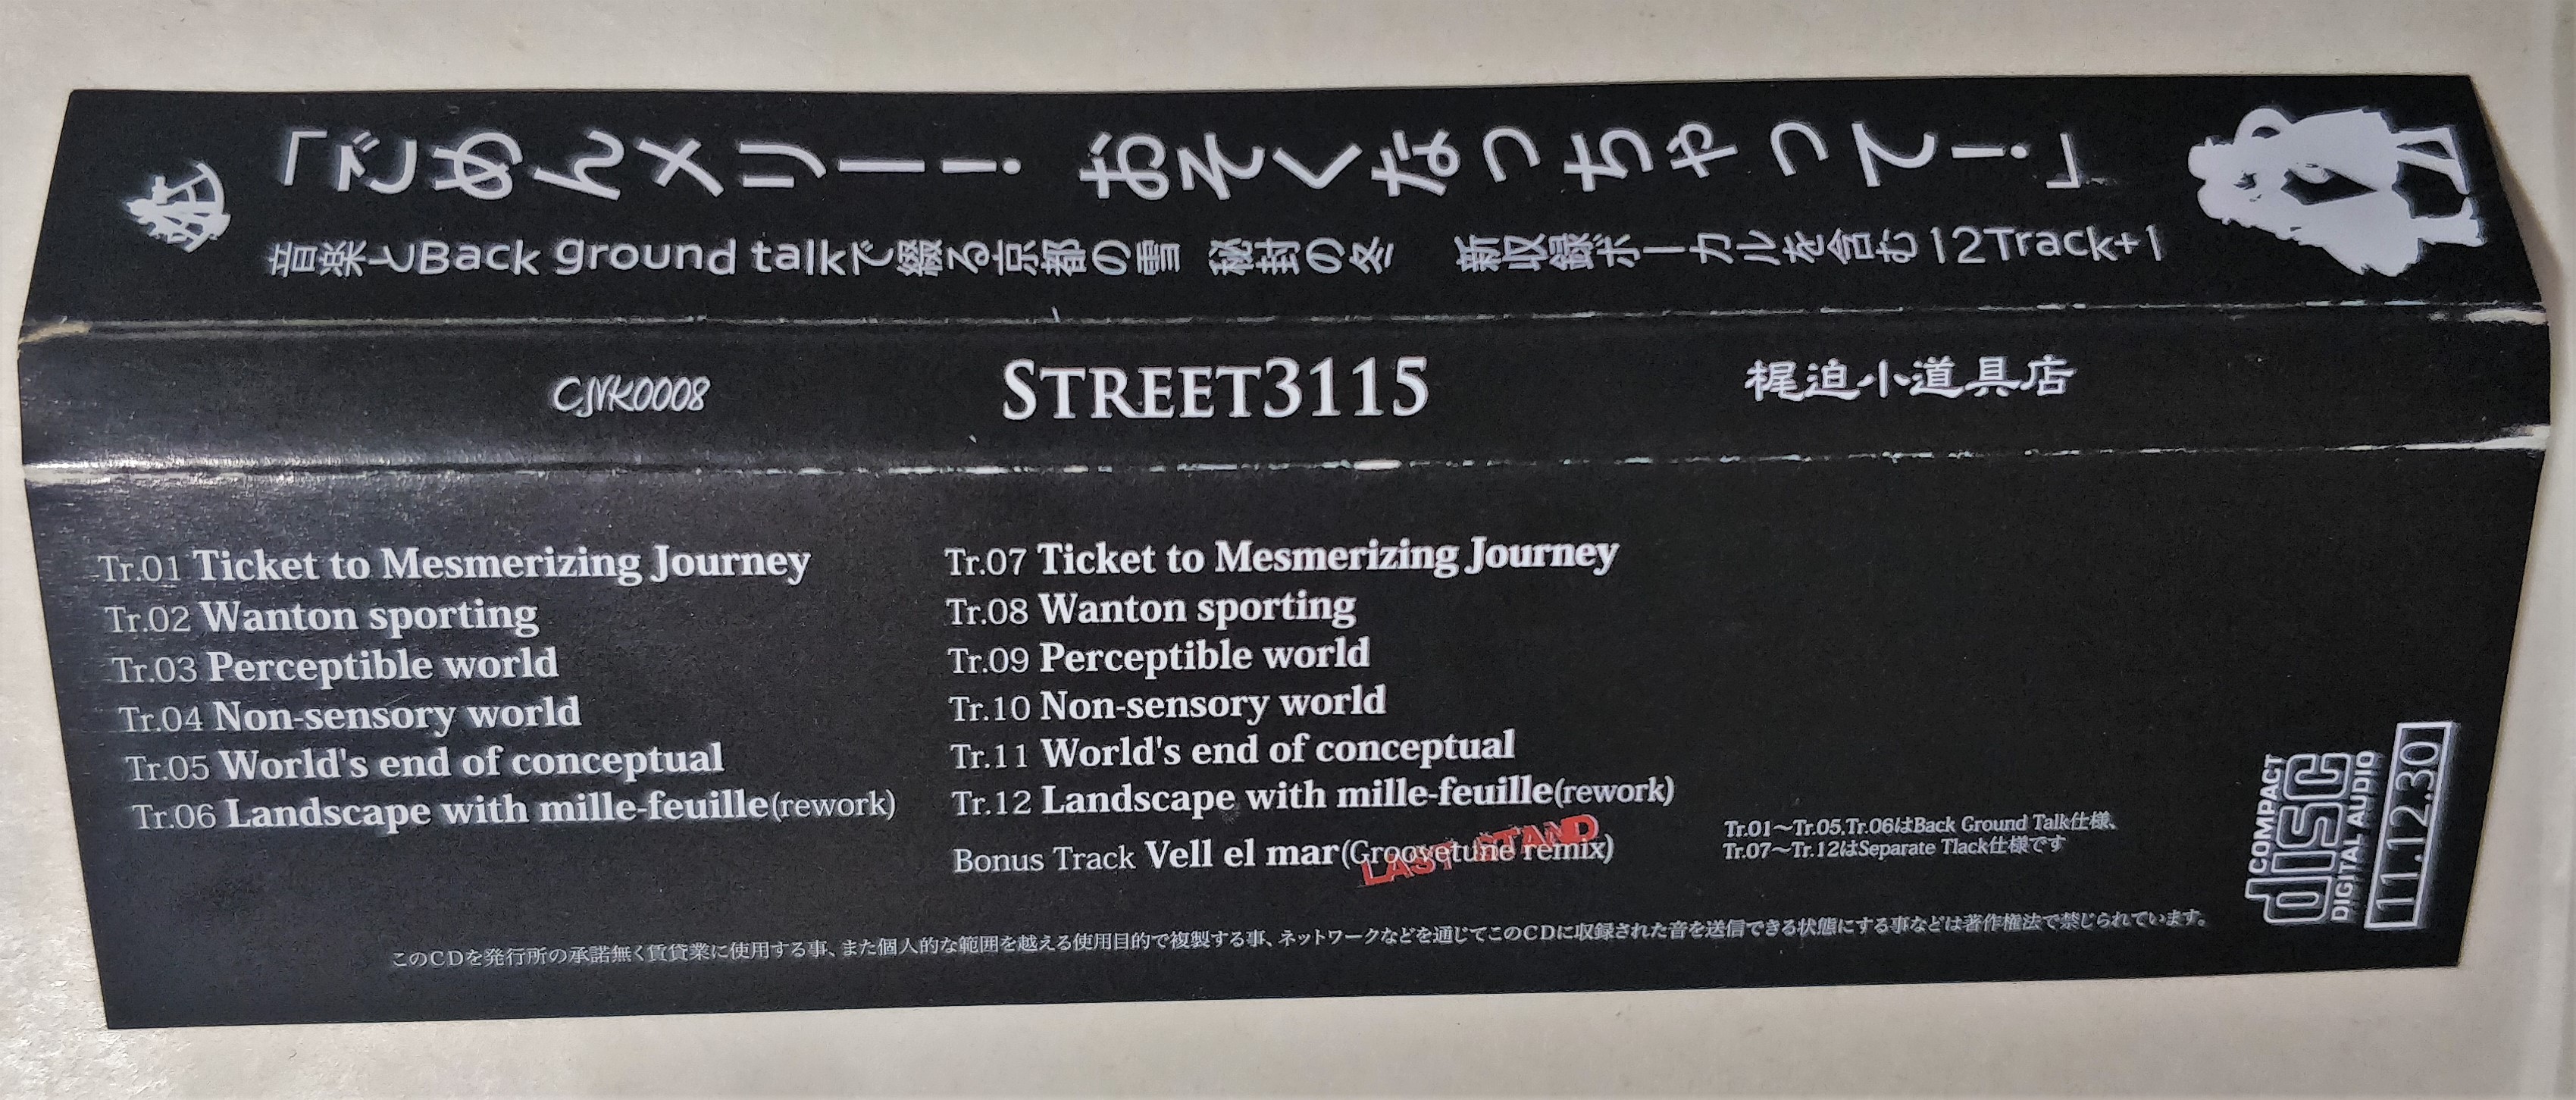 「ごめんメリー！ おそくなっちゃってー！」
音楽とBack ground talkで綴る京都の雪 秘封の冬 新収録ボーカルを含む12Track+1
CJVK0008
STREET3115
梶迫小道具店
Tr.01 Ticket to Mesmerizing Journey
Tr.02 Wanton sporting
Tr.03 Perceptible world
Tr.04 Non-sensory world
Tr.05 World's end of conceptual
Tr.06 Landscape with mille-feuille(rework)
Tr.07 Ticket to Mesmerizing Journey
Tr.08 Wanton sporting
Tr.09 Perceptible world
Tr.10 Non-sensory world
Tr.11 World's end of conceptual
Tr.12 Landscape with mille-feuille(rework)
Bonus Track Vell el mar(Groovetune remix)
LAST STAND
Tr.01～Tr.05,Tr.06はBack Ground Talk仕様、
Tr.07～Tr.12はSeparate Tlack仕様です
COMPACT
disc
DIGITAL AUDIO
11.12.30
このCDを発行所の承諾無く賃貸業に使用する事、また個人的な範囲を越える使用目的で複製する事、ネットワークなどを通じてこのCDに収録された音を送信できる状態にする事などは著作権法で禁じられています。